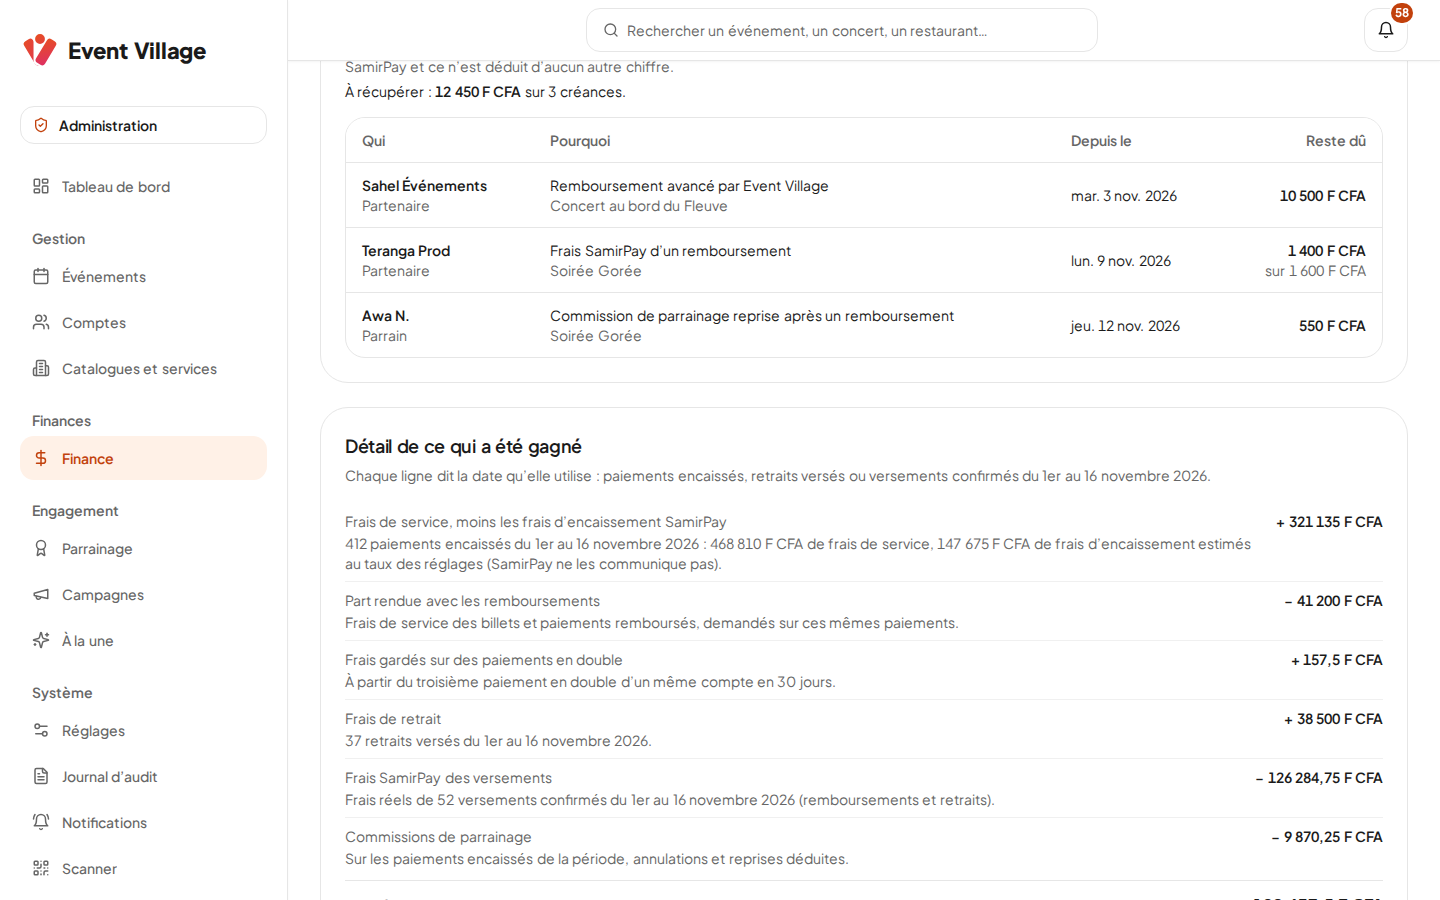 Event Village
Rechercher un événement, un concert, un restaurant…
58
Administration
Tableau de bord
Gestion
Événements
Comptes
Catalogues et services
Finances
Finance
Engagement
Parrainage
Campagnes
À la une
Système
Réglages
Journal d’audit
Notifications
Scanner
SamirPay et ce n’est déduit d’aucun autre chiffre.
À récupérer : 12 450 F CFA sur 3 créances.
Qui Pourquoi Depuis le Reste dû
Sahel Événements Remboursement avancé par Event Village mar. 3 nov. 2026 10 500 F CFA
Partenaire Concert au bord du Fleuve
Teranga Prod Frais SamirPay d’un remboursement lun. 9 nov. 2026 1 400 F CFA
Partenaire Soirée Gorée sur 1 600 F CFA
Awa N. Commission de parrainage reprise après un remboursement jeu. 12 nov. 2026 550 F CFA
Parrain Soirée Gorée
Détail de ce qui a été gagné
Chaque ligne dit la date qu’elle utilise : paiements encaissés, retraits versés ou versements confirmés du 1er au 16 novembre 2026.
Frais de service, moins les frais d’encaissement SamirPay + 321 135 F CFA
412 paiements encaissés du 1er au 16 novembre 2026 : 468 810 F CFA de frais de service, 147 675 F CFA de frais d’encaissement estimés
au taux des réglages (SamirPay ne les communique pas).
Part rendue avec les remboursements − 41 200 F CFA
Frais de service des billets et paiements remboursés, demandés sur ces mêmes paiements.
Frais gardés sur des paiements en double + 157,5 F CFA
À partir du troisième paiement en double d’un même compte en 30 jours.
Frais de retrait + 38 500 F CFA
37 retraits versés du 1er au 16 novembre 2026.
Frais SamirPay des versements − 126 284,75 F CFA
Frais réels de 52 versements confirmés du 1er au 16 novembre 2026 (remboursements et retraits).
Commissions de parrainage − 9 870,25 F CFA
Sur les paiements encaissés de la période, annulations et reprises déduites.